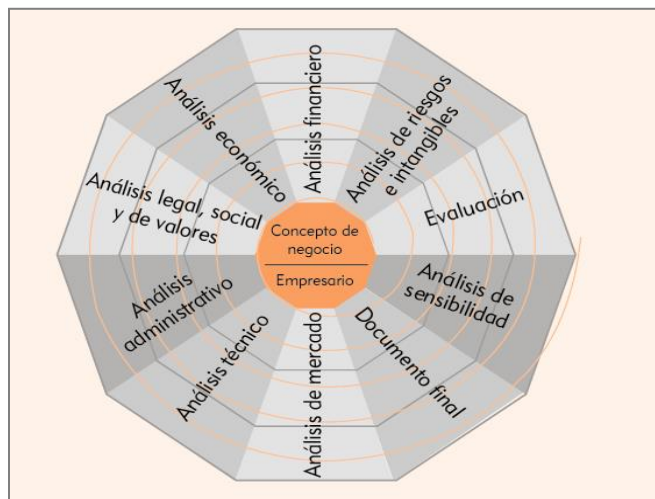 Análisis financiero
Análisis de riesgos
e intangibles
Evaluación
Análisis de
sensibilidad
Documento final
Análisis de mercado
Análisis técnico
Análisis
administrativo
Análisis legal, social
y de valores
Análisis económico
Concepto de
negocio
Empresario